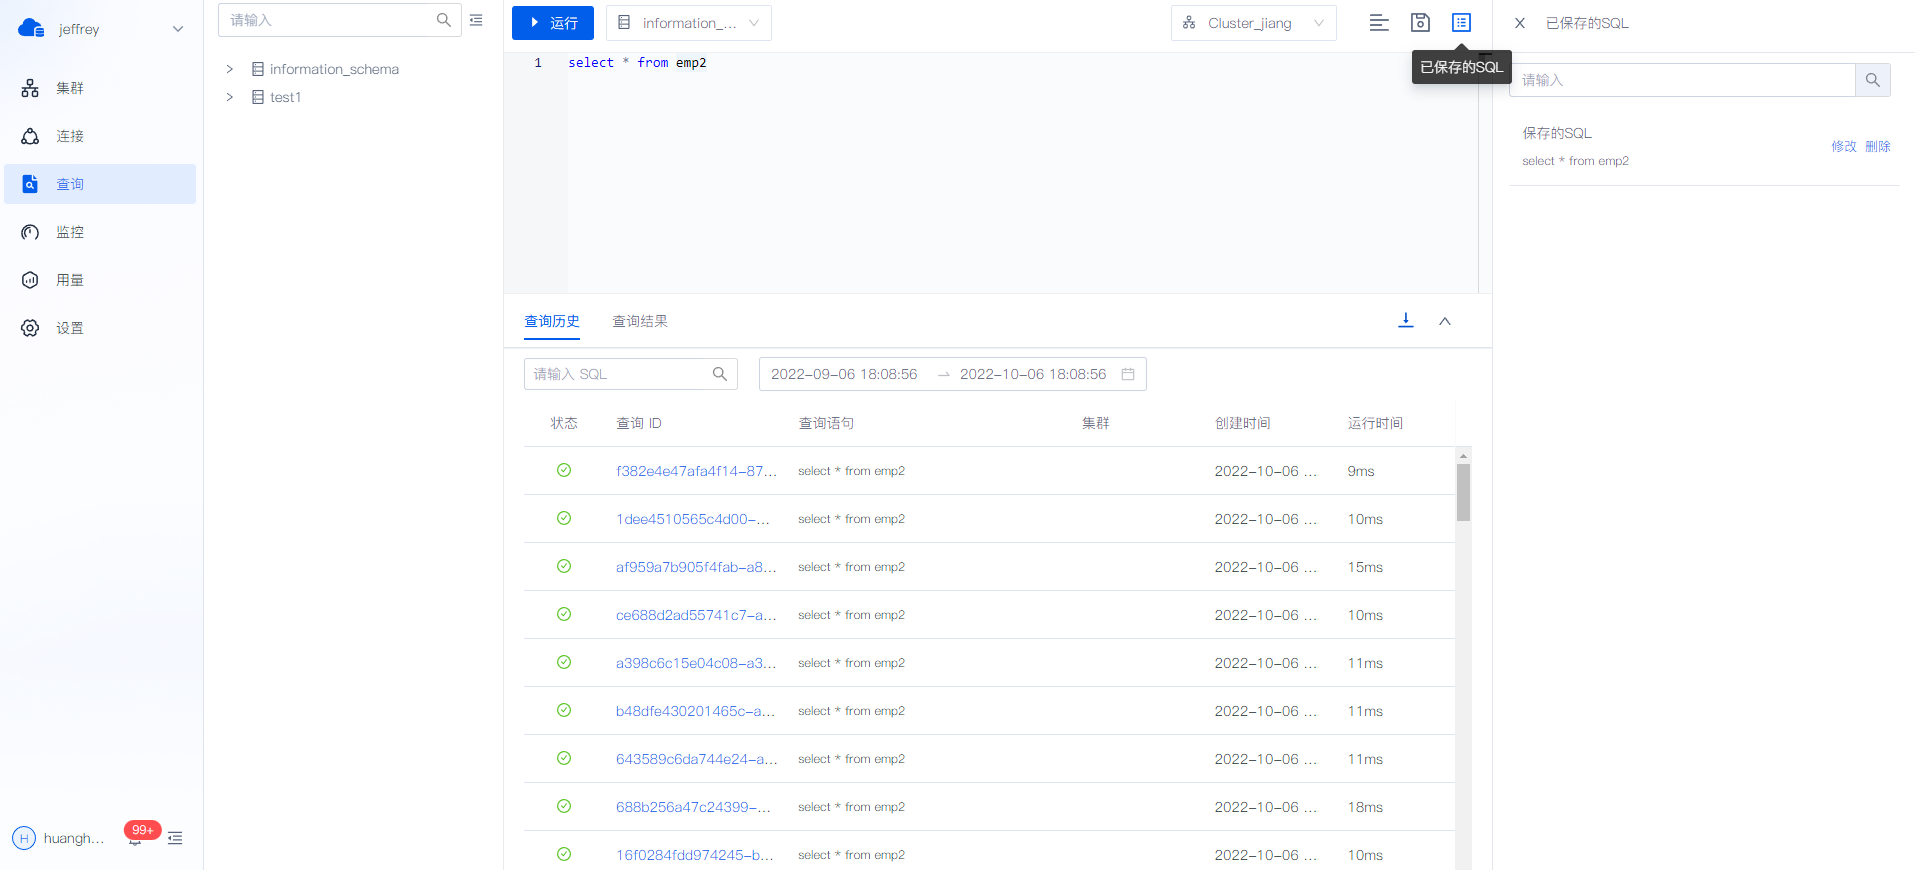 jeffrey
集群
连接
查询
监控
用量
设置
H huangh... 99+
请输入
information_schema
test1
运行 information_... Cluster_jiang
1 select * from emp2
已保存的SQL
查询历史 查询结果
请输入 SQL 2022-09-06 18:08:56 2022-10-06 18:08:56
状态 查询 ID 查询语句 集群 创建时间 运行时间
f382e4e47afa4f14-87... select * from emp2 2022-10-06 ... 9ms
1dee4510565c4d00-... select * from emp2 2022-10-06 ... 10ms
af959a7b905f4fab-a8... select * from emp2 2022-10-06 ... 15ms
ce688d2ad55741c7-a... select * from emp2 2022-10-06 ... 10ms
a398c6c15e04c08-a3... select * from emp2 2022-10-06 ... 11ms
b48dfe430201465c-a... select * from emp2 2022-10-06 ... 11ms
643589c6da744e24-a... select * from emp2 2022-10-06 ... 11ms
688b256a47c24399-... select * from emp2 2022-10-06 ... 18ms
16f0284fdd974245-b... select * from emp2 2022-10-06 ... 10ms
已保存的SQL
请输入
保存的SQL
select * from emp2
修改 删除